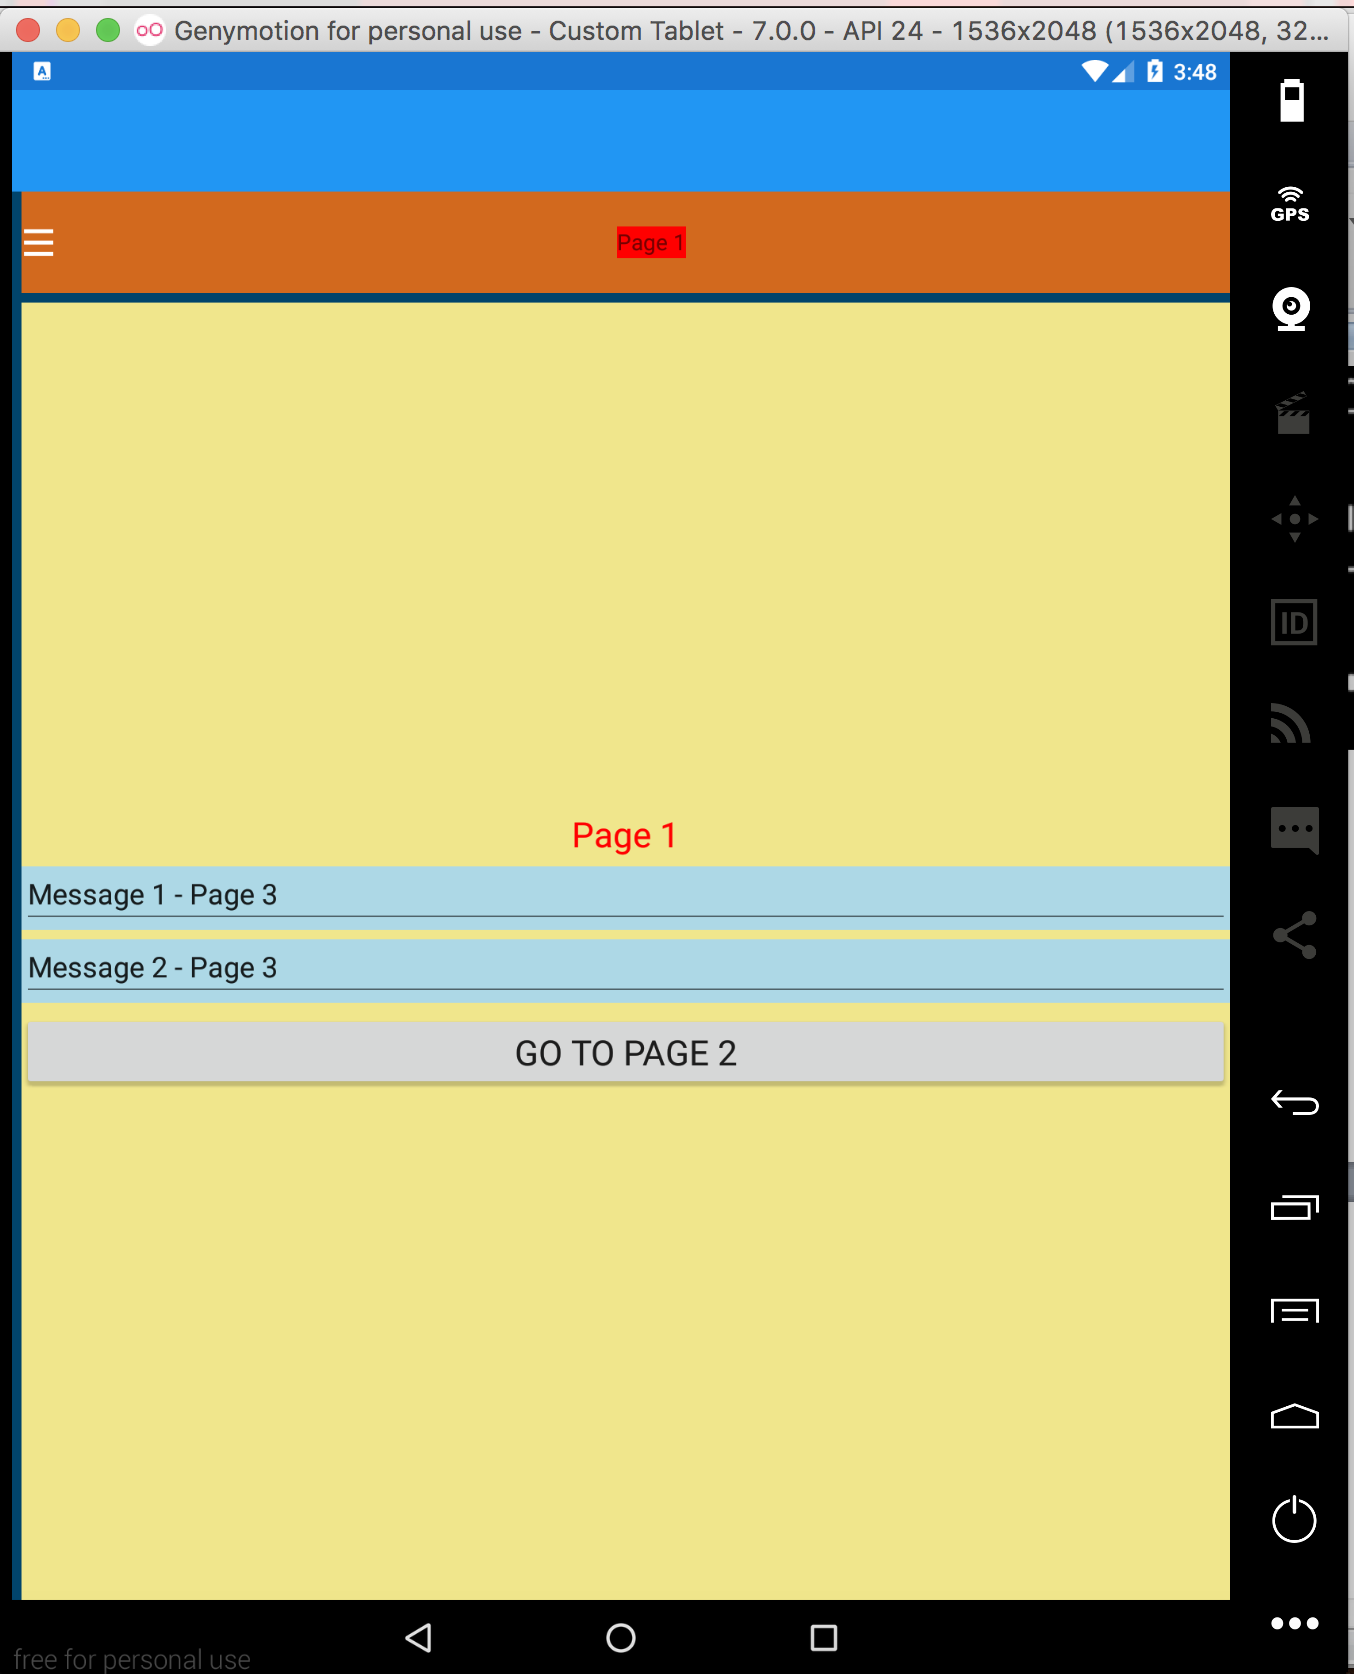 Genymotion for personal use - Custom Tablet - 7.0.0 - API 24 - 1536x2048 (1536x2048, 32...
A
3:48
GPS
Page 1
ID
Page 1
Message 1 - Page 3
Message 2 - Page 3
GO TO PAGE 2
free for personal use